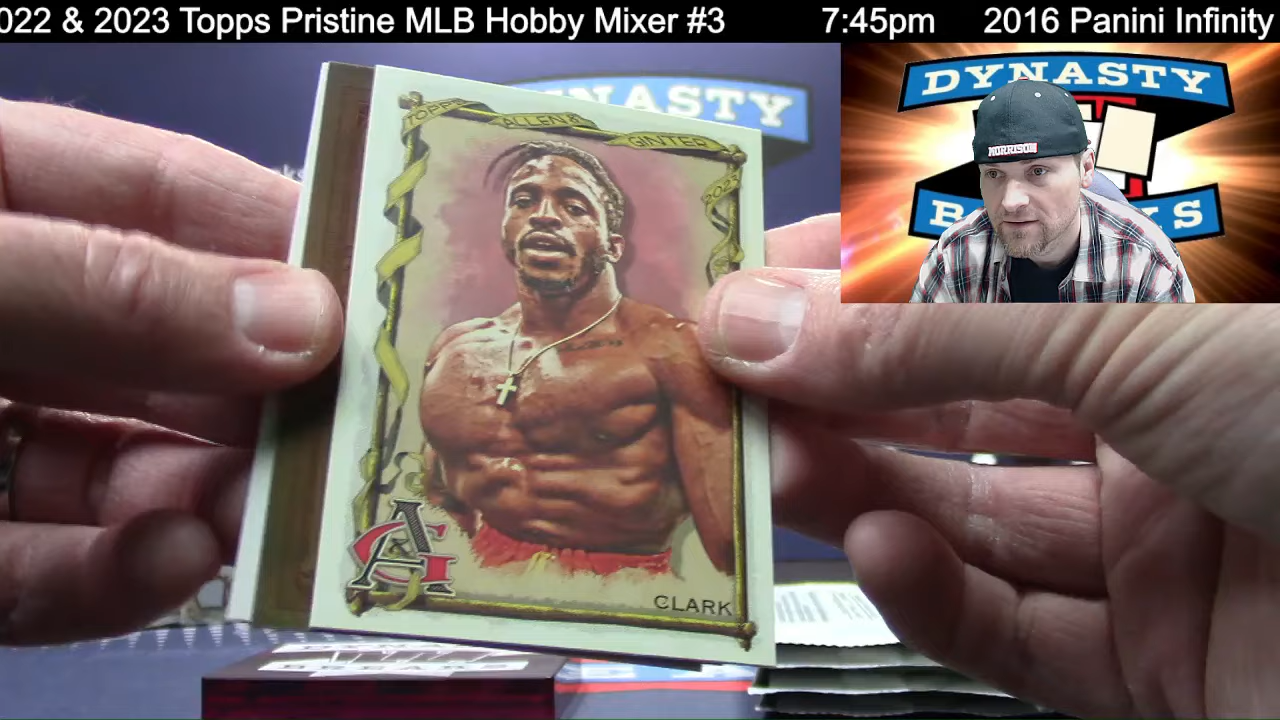 022 & 2023 Topps Pristine MLB Hobby Mixer #3 7:45pm 2016 Panini Infinity
DYNASTY
MORRISON
TOPPS ALLEN & GINTER
A&G
CLARK